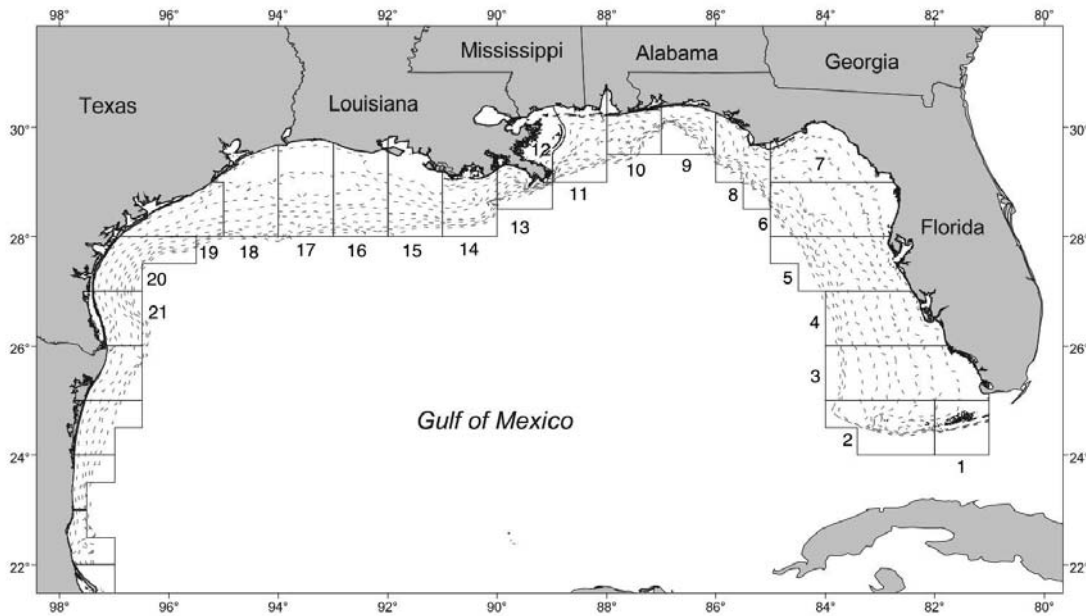 98° 96° 94° 92° 90° 88° 86° 84° 82° 80°
Mississippi Alabama
Georgia
Texas Louisiana
30° 30°
12 7
11 10 9
8
28° 13 6 Florida 28°
19 18 17 16 15 14
20 5
21 4
26° 26°
3
Gulf of Mexico
2
24° 1 24°
22° 22°
98° 96° 94° 92° 90° 88° 86° 84° 82° 80°